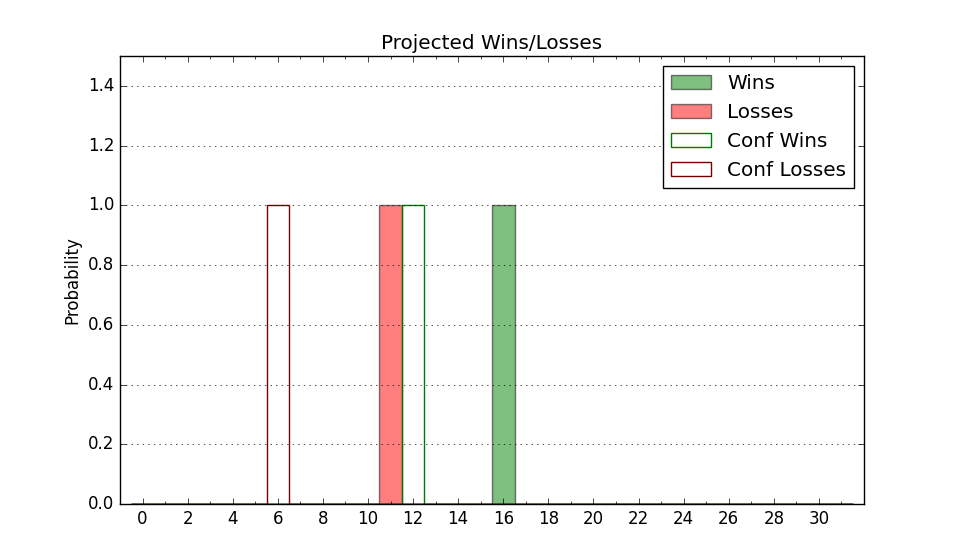 Projected Wins/Losses
1.4
1.2
1.0
0.8
0.6
0.4
0.2
0.0
Probability
Wins
Losses
Conf Wins
Conf Losses
0 2 4 6 8 10 12 14 16 18 20 22 24 26 28 30